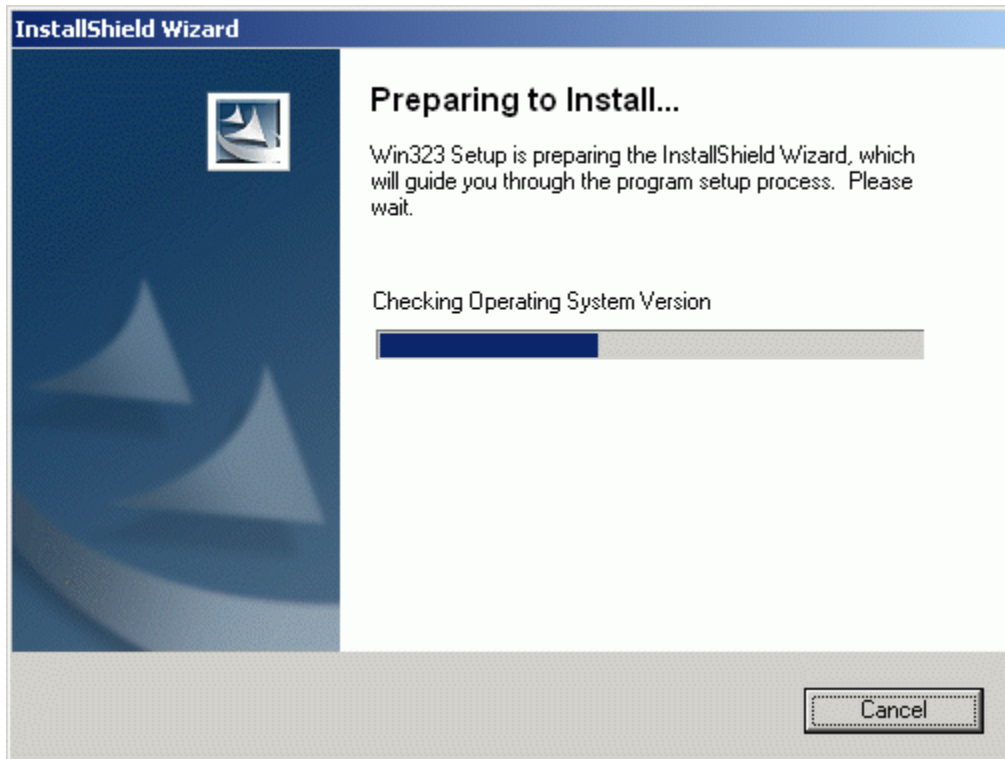 InstallShield Wizard
Preparing to Install...
Win323 Setup is preparing the InstallShield Wizard, which
will guide you through the program setup process.  Please
wait.
Checking Operating System Version
Cancel